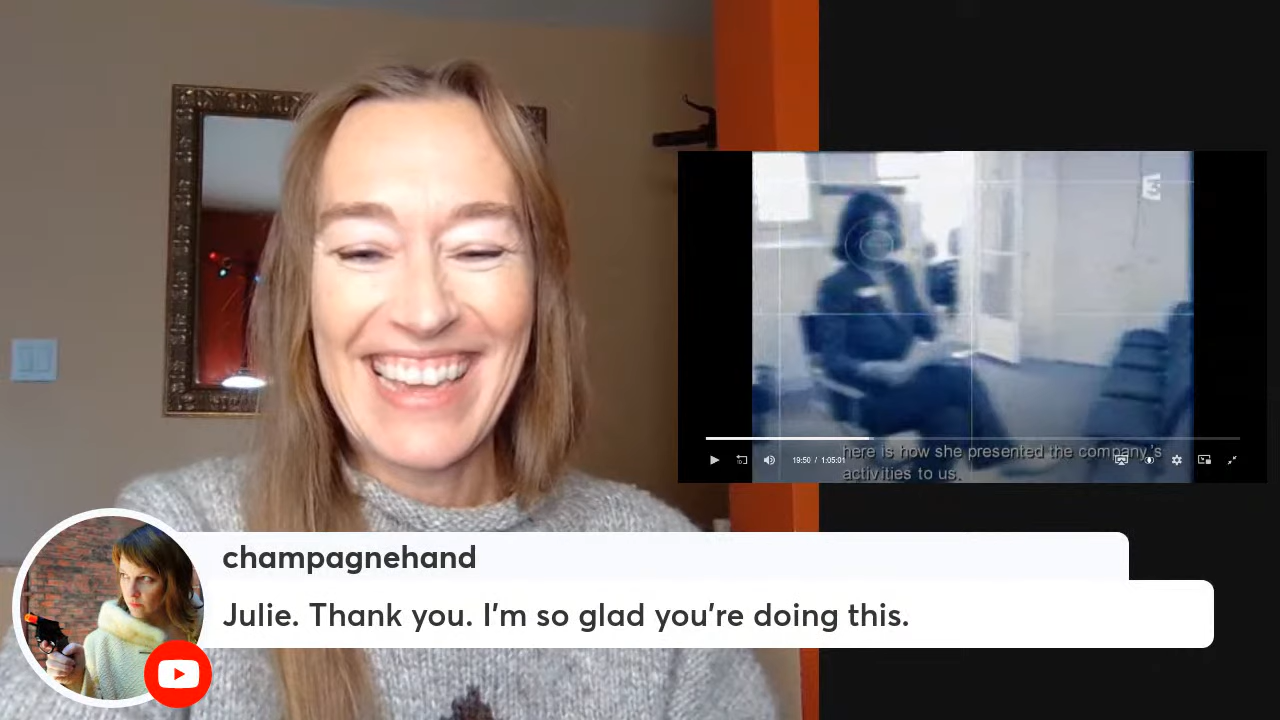 here is how she presented the company's
19:50 / 1:05:01
activities to us.
champagnehand
Julie. Thank you. I'm so glad you're doing this.